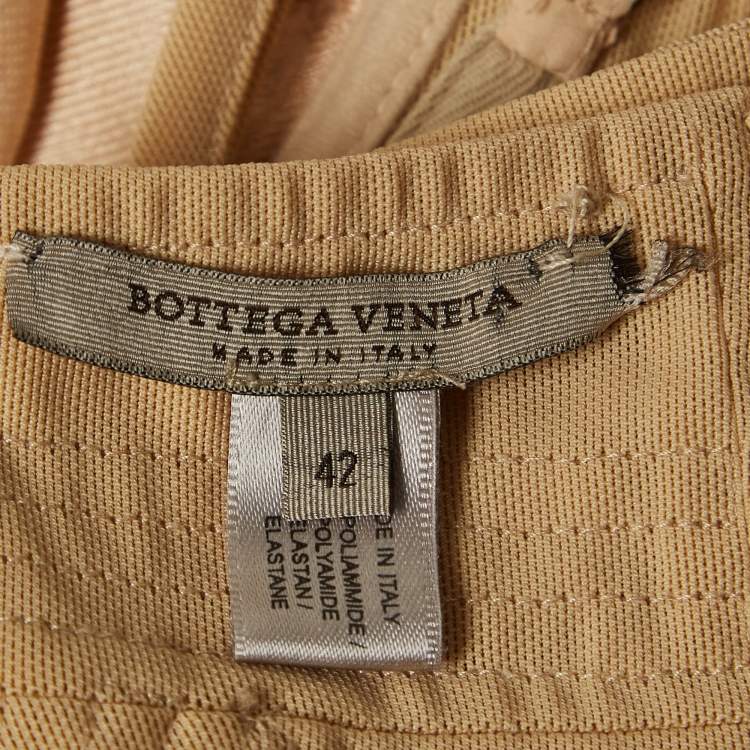 BOTTEGA VENETA
MADE IN ITALY
42
DE IN ITALY
POLIAMMIDE /
POLYAMIDE
ELASTAN /
ELASTANE